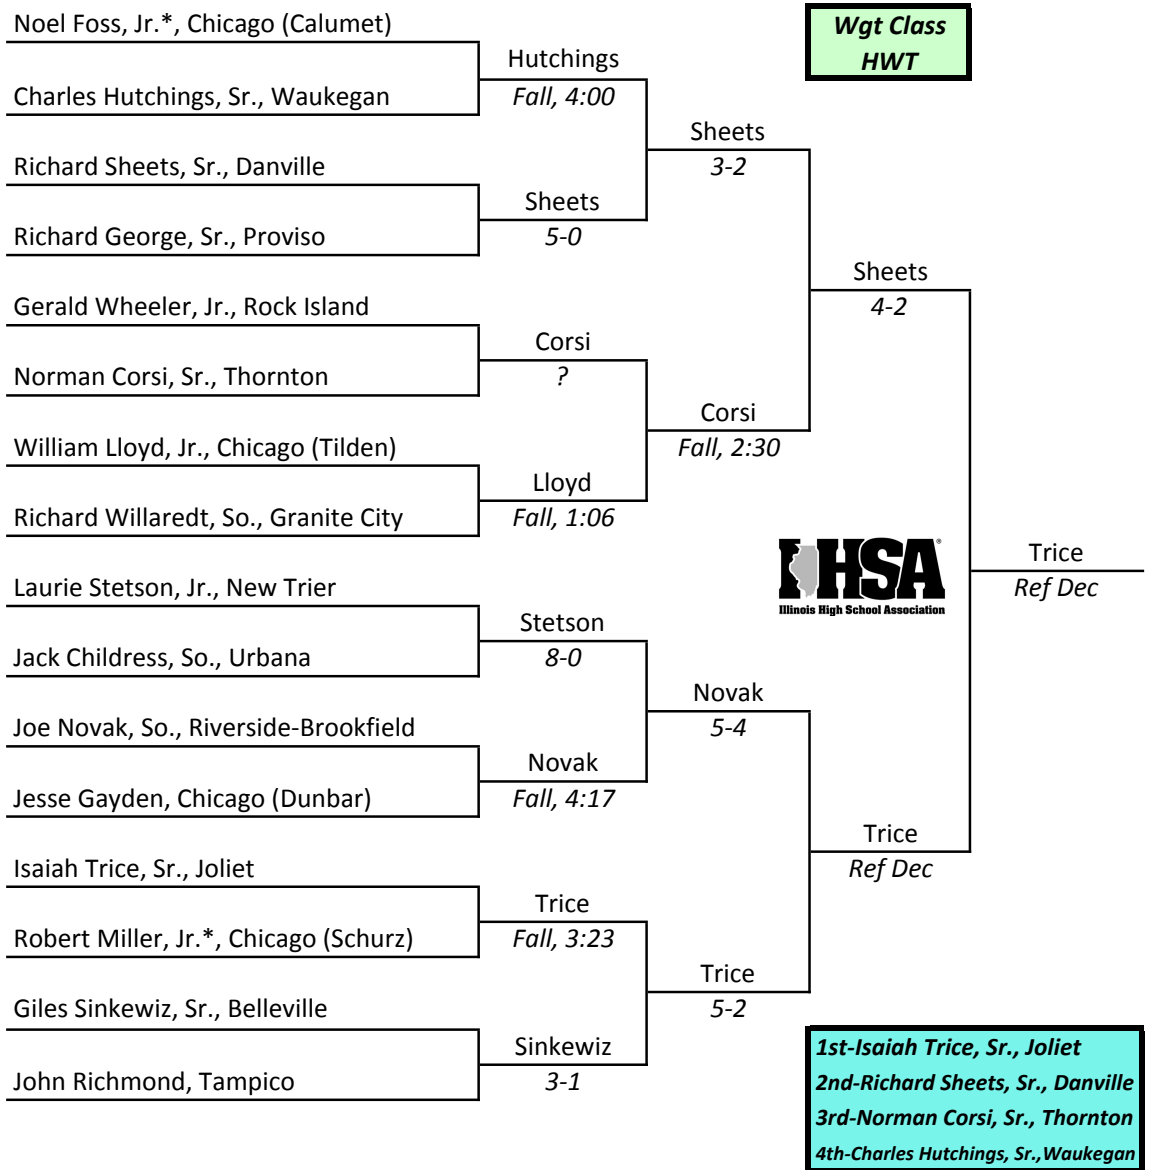 Noel Foss, Jr.*, Chicago (Calumet)
Wgt Class
HWT
Hutchings
Charles Hutchings, Sr., Waukegan
Fall, 4:00
Sheets
3-2
Richard Sheets, Sr., Danville
Sheets
5-0
Richard George, Sr., Proviso
Sheets
4-2
Gerald Wheeler, Jr., Rock Island
Corsi
?
Norman Corsi, Sr., Thornton
Corsi
Fall, 2:30
William Lloyd, Jr., Chicago (Tilden)
Lloyd
Fall, 1:06
Richard Willaredt, So., Granite City
IHSA
®
Illinois High School Association
Trice
Ref Dec
Laurie Stetson, Jr., New Trier
Stetson
8-0
Jack Childress, So., Urbana
Novak
5-4
Joe Novak, So., Riverside-Brookfield
Novak
Fall, 4:17
Jesse Gayden, Chicago (Dunbar)
Trice
Ref Dec
Isaiah Trice, Sr., Joliet
Trice
Fall, 3:23
Robert Miller, Jr.*, Chicago (Schurz)
Trice
5-2
Giles Sinkewiz, Sr., Belleville
Sinkewiz
3-1
John Richmond, Tampico
1st-Isaiah Trice, Sr., Joliet
2nd-Richard Sheets, Sr., Danville
3rd-Norman Corsi, Sr., Thornton
4th-Charles Hutchings, Sr.,Waukegan